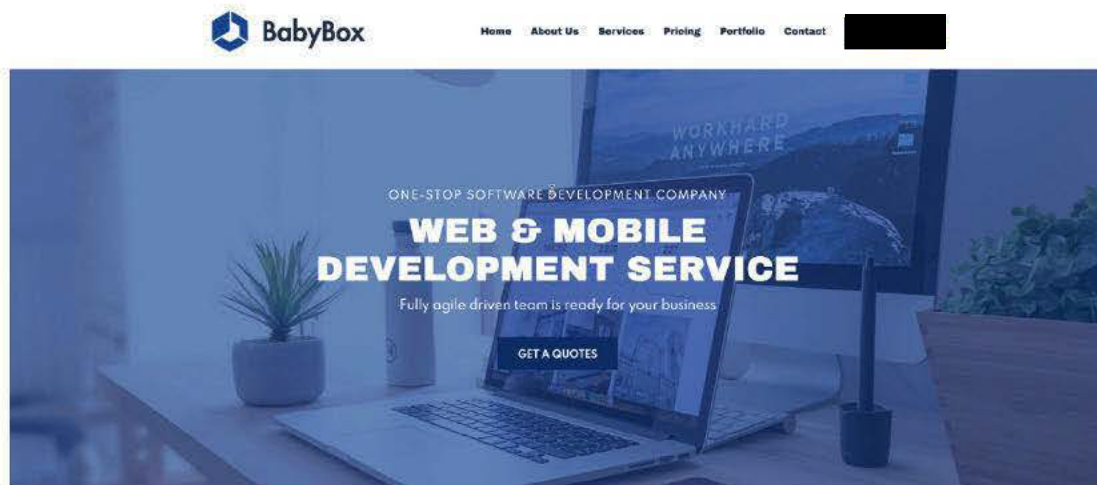 BabyBox
Home About Us Services Pricing Portfolio Contact
WORKHARD
ANYWHERE
ONE-STOP SOFTWARE DEVELOPMENT COMPANY
WEB & MOBILE
DEVELOPMENT SERVICE
Fully agile driven team is ready for your business
GET A QUOTES